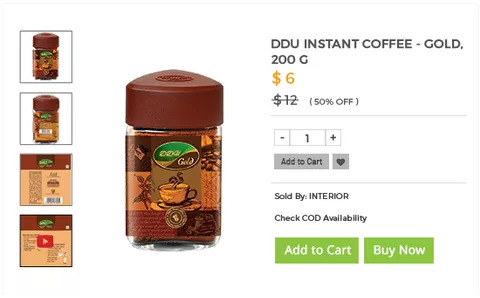 DDU INSTANT COFFEE - GOLD,
200 G
$ 6
$ 12 ( 50% OFF )
- 1 +
Add to Cart
Sold By: INTERIOR
Check COD Availability
Add to Cart Buy Now
DDU
Gold